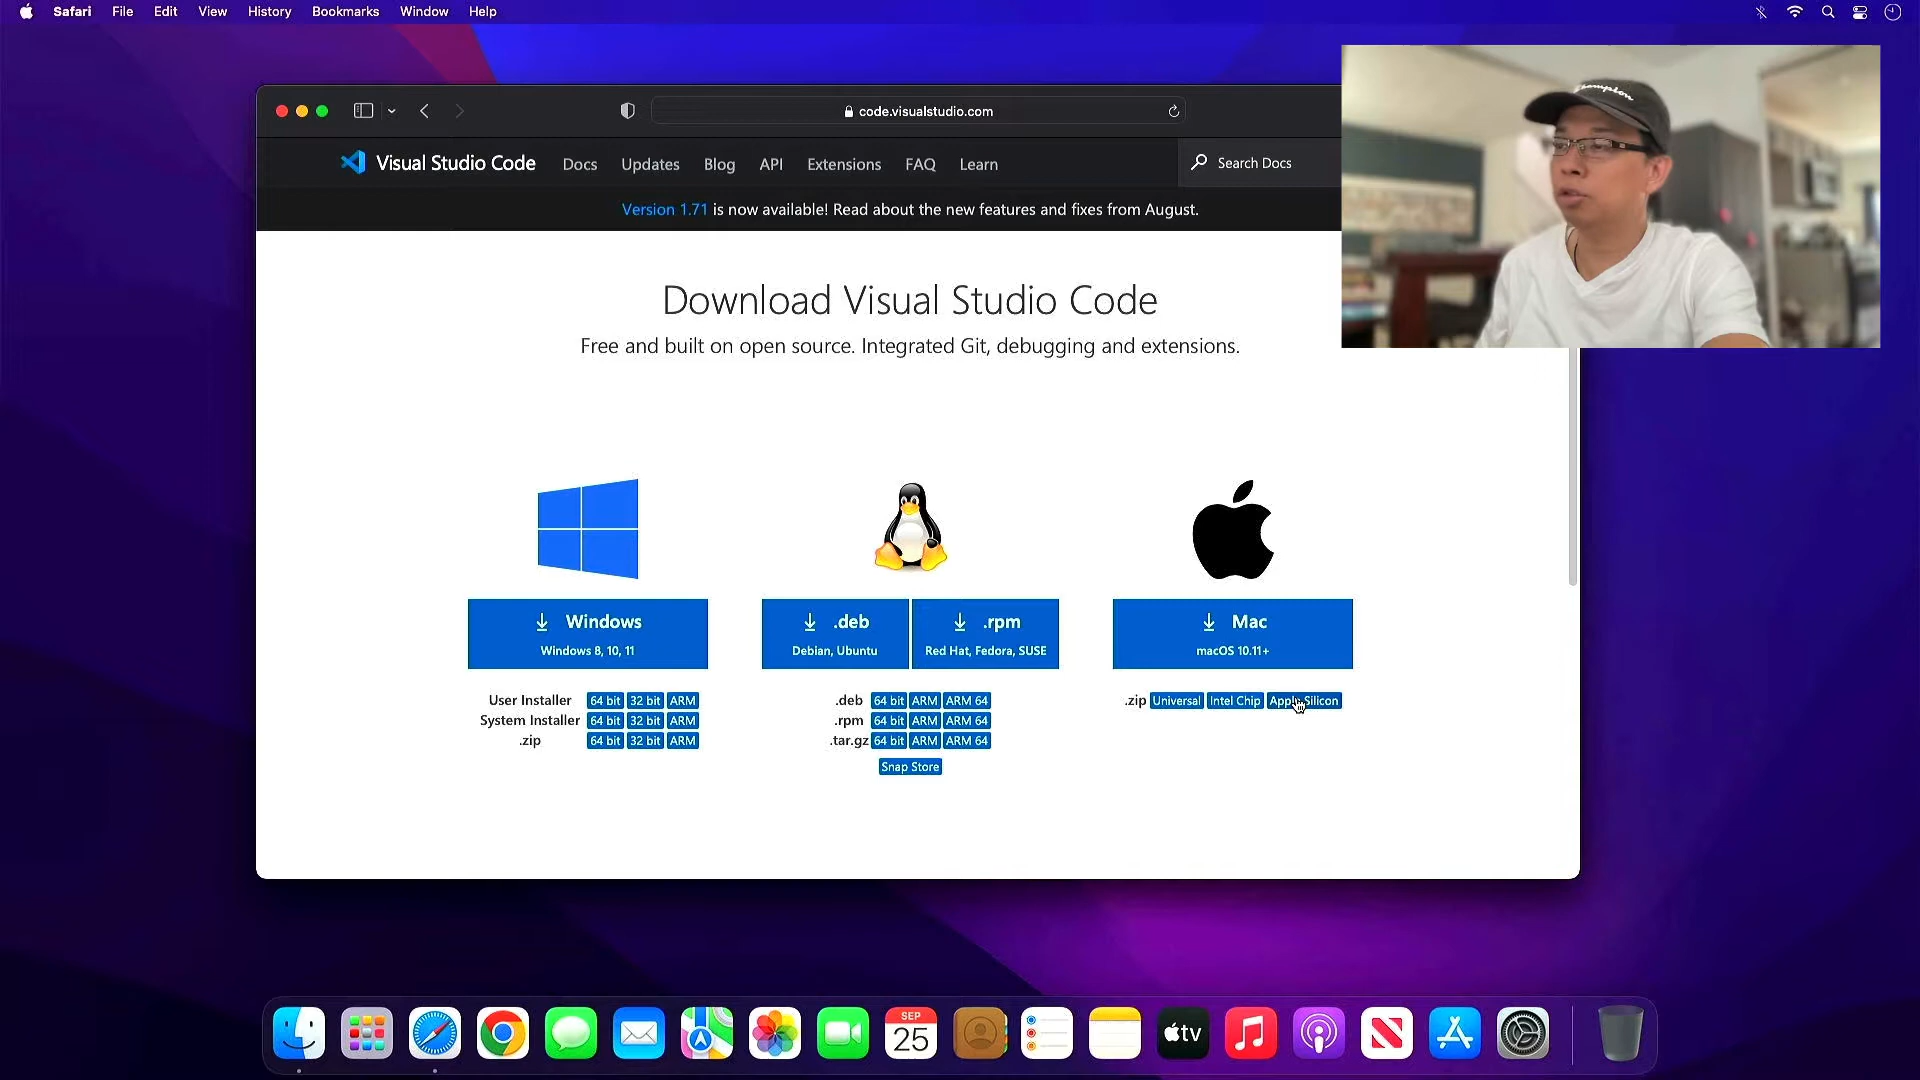 Safari File Edit View History Bookmarks Window Help
Champion
code.visualstudio.com
Visual Studio Code Docs Updates Blog API Extensions FAQ Learn Search Docs
Version 1.71 is now available! Read about the new features and fixes from August.
Download Visual Studio Code
Free and built on open source. Integrated Git, debugging and extensions.
Windows
Windows 8, 10, 11
User Installer 64 bit 32 bit ARM
System Installer 64 bit 32 bit ARM
.zip 64 bit 32 bit ARM
.deb
Debian, Ubuntu
.rpm
Red Hat, Fedora, SUSE
.deb 64 bit ARM ARM 64
.rpm 64 bit ARM ARM 64
.tar.gz 64 bit ARM ARM 64
Snap Store
Mac
macOS 10.11+
.zip Universal Intel Chip Apple Silicon
SEP
25
tv